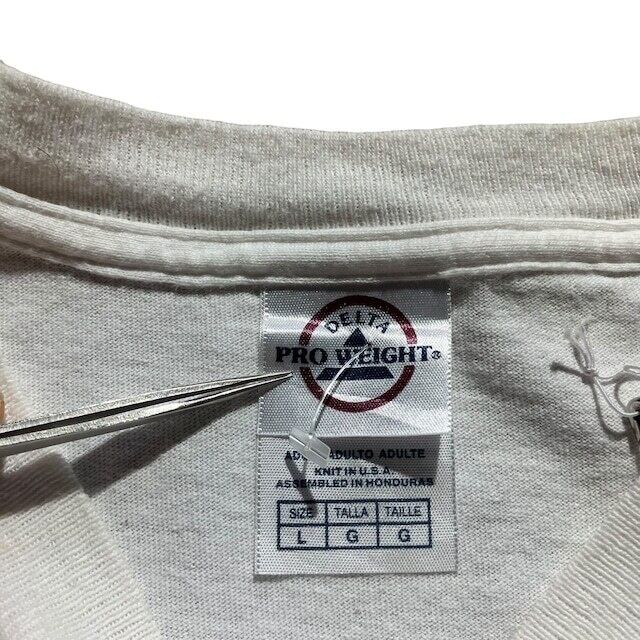 DELTA
PRO WEIGHT®
ADULTO ADULTE
KNIT IN U.S.A.
ASSEMBLED IN HONDURAS
SIZE TALLA TAILLE
L G G